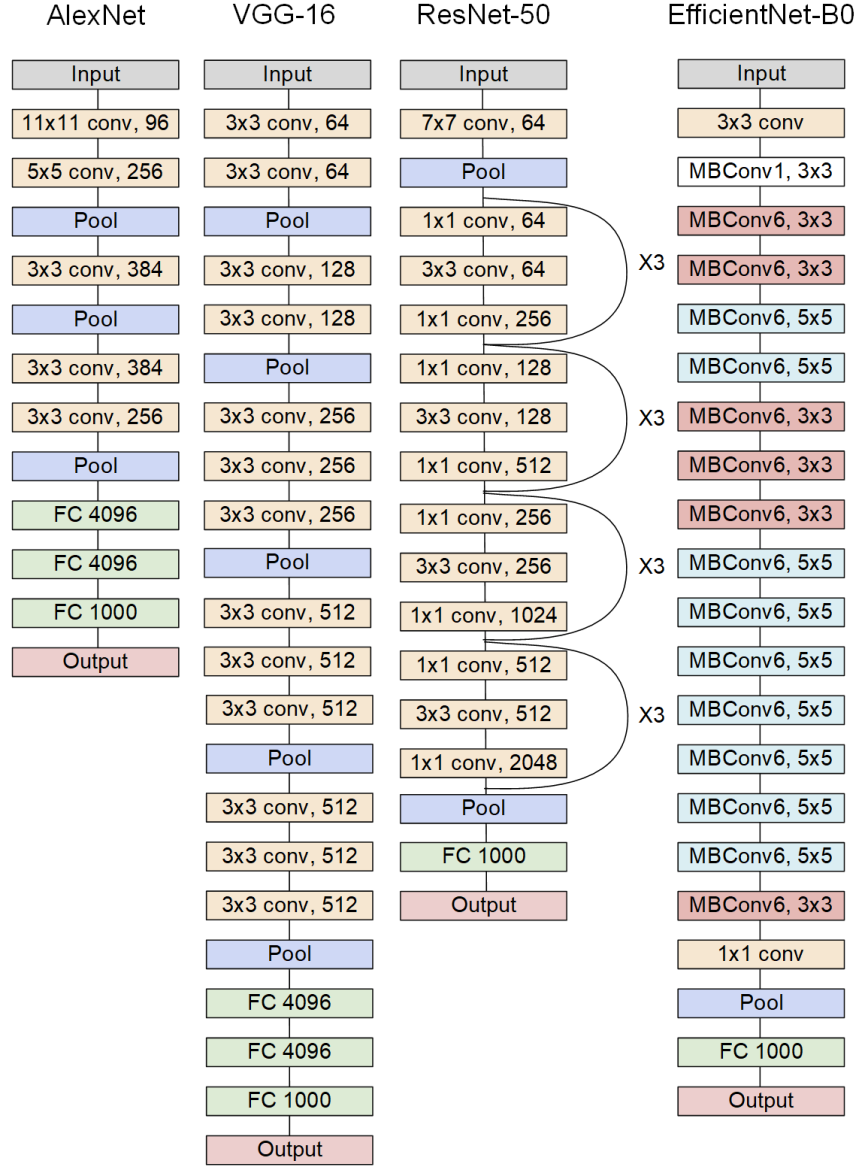 AlexNet
Input
11x11 conv, 96
5x5 conv, 256
Pool
3x3 conv, 384
Pool
3x3 conv, 384
3x3 conv, 256
Pool
FC 4096
FC 4096
FC 1000
Output
VGG-16
Input
3x3 conv, 64
3x3 conv, 64
Pool
3x3 conv, 128
3x3 conv, 128
Pool
3x3 conv, 256
3x3 conv, 256
3x3 conv, 256
Pool
3x3 conv, 512
3x3 conv, 512
3x3 conv, 512
Pool
3x3 conv, 512
3x3 conv, 512
3x3 conv, 512
Pool
FC 4096
FC 4096
FC 1000
Output
ResNet-50
Input
7x7 conv, 64
Pool
1x1 conv, 64
3x3 conv, 64
1x1 conv, 256
X3
1x1 conv, 128
3x3 conv, 128
1x1 conv, 512
X3
1x1 conv, 256
3x3 conv, 256
1x1 conv, 1024
X3
1x1 conv, 512
3x3 conv, 512
1x1 conv, 2048
X3
Pool
FC 1000
Output
EfficientNet-B0
Input
3x3 conv
MBConv1, 3x3
MBConv6, 3x3
MBConv6, 3x3
MBConv6, 5x5
MBConv6, 5x5
MBConv6, 3x3
MBConv6, 3x3
MBConv6, 3x3
MBConv6, 5x5
MBConv6, 5x5
MBConv6, 5x5
MBConv6, 5x5
MBConv6, 5x5
MBConv6, 5x5
MBConv6, 5x5
MBConv6, 3x3
1x1 conv
Pool
FC 1000
Output